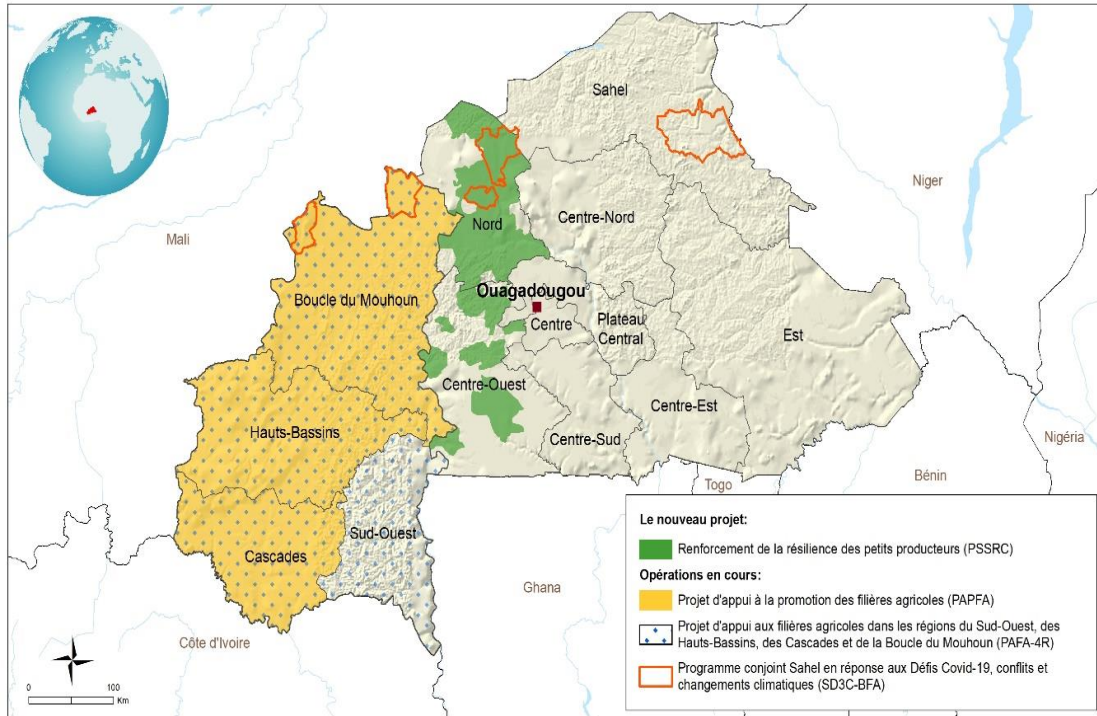 Sahel
Niger
Mali
Nord
Centre-Nord
Boucle du Mouhoun
Ouagadougou
Centre
Plateau
Central
Est
Centre-Ouest
Centre-Est
Hauts-Bassins
Centre-Sud
Nigéria
Bénin
Togo
Sud-Ouest
Cascades
Ghana
Côte d'Ivoire
0
100
Km
Le nouveau projet:
Renforcement de la résilience des petits producteurs (PSSRC)
Opérations en cours:
Projet d'appui à la promotion des filières agricoles (PAPFA)
Projet d'appui aux filières agricoles dans les régions du Sud-Ouest, des
Hauts-Bassins, des Cascades et de la Boucle du Mouhoun (PAFA-4R)
Programme conjoint Sahel en réponse aux Défis Covid-19, conflits et
changements climatiques (SD3C-BFA)